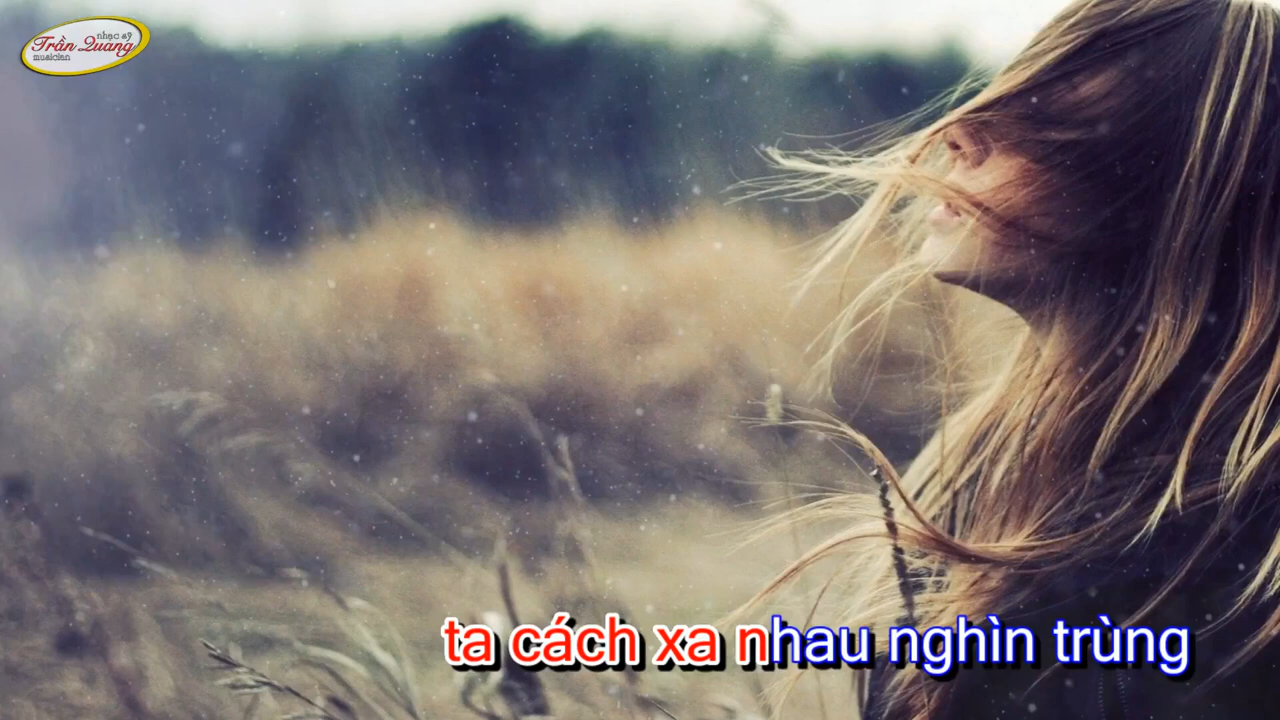 nhạc sỹ
Trần Quang
musician
ta cách xa nhau nghìn trùng